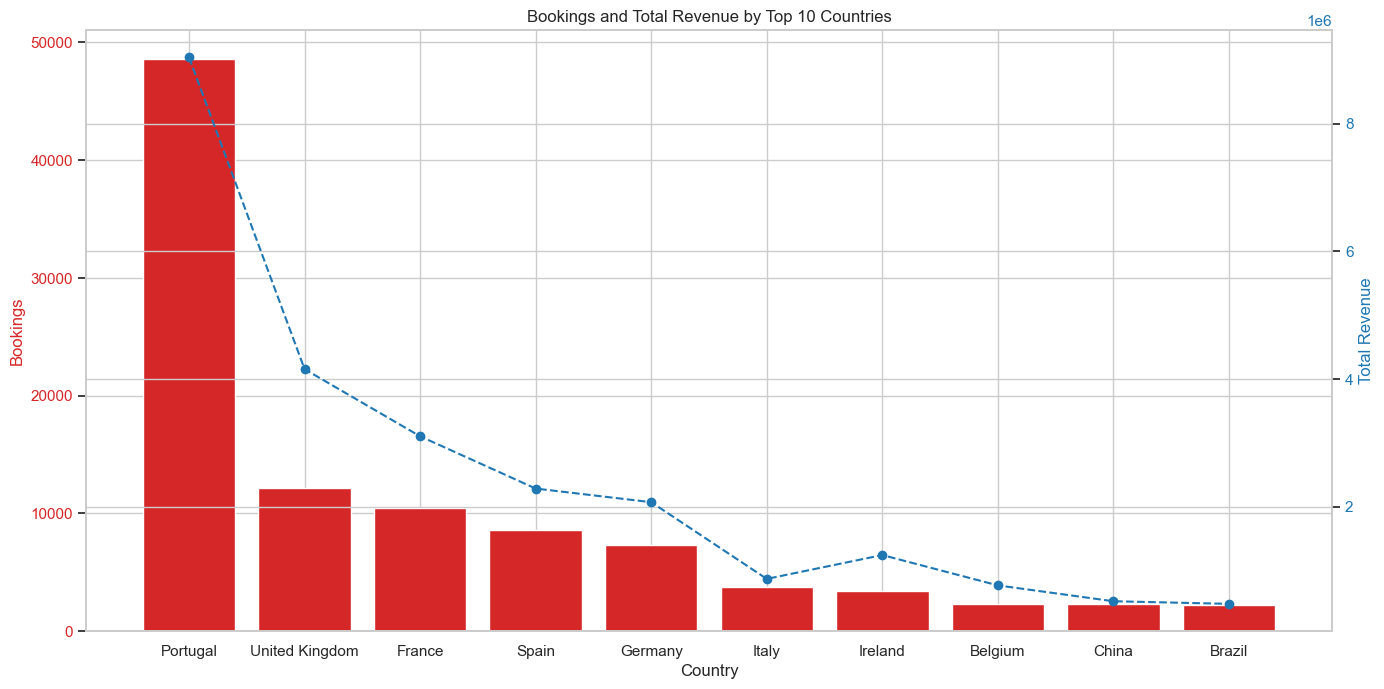 Bookings and Total Revenue by Top 10 Countries
1e6
50000
40000
30000
20000
10000
0
Bookings
8
6
4
2
Total Revenue
Portugal United Kingdom France Spain Germany Italy Ireland Belgium China Brazil
Country